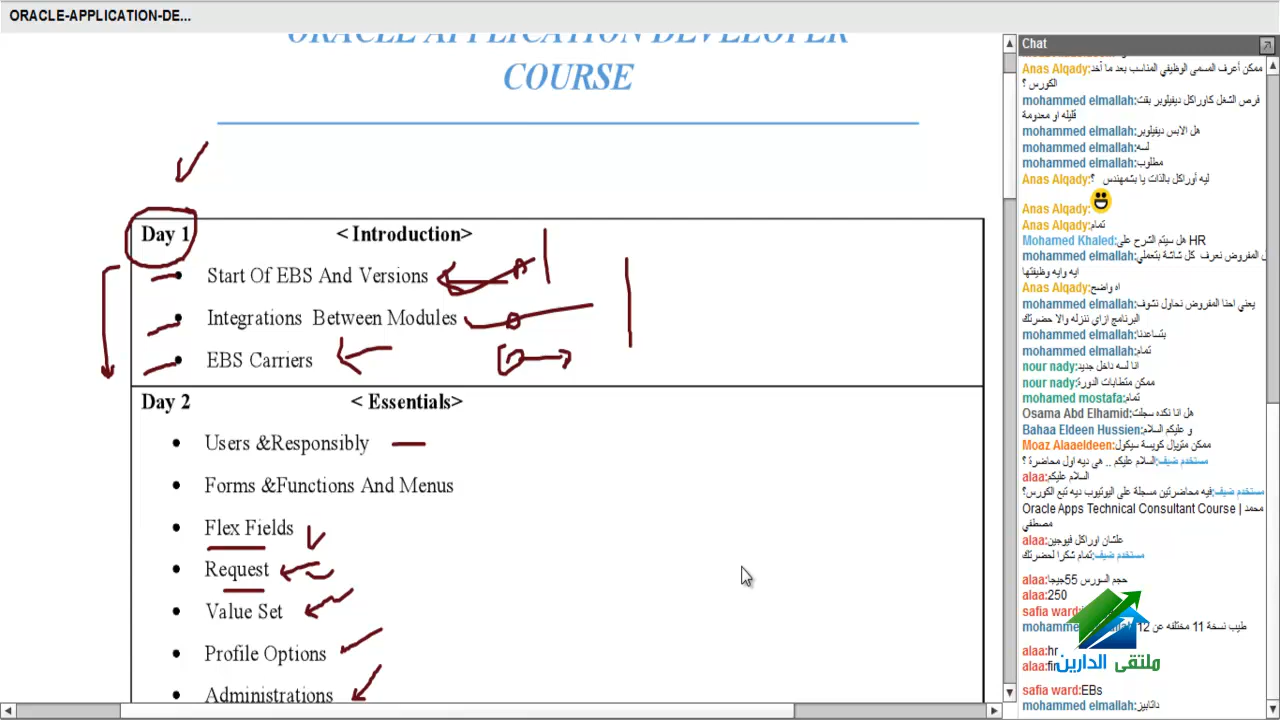 ORACLE-APPLICATION-DE...
ORACLE APPLICATION DEVELOPER
COURSE
Day 1 < Introduction>
• Start Of EBS And Versions
• Integrations Between Modules
• EBS Carriers
Day 2 < Essentials>
• Users &Responsibly
• Forms &Functions And Menus
• Flex Fields
• Request
• Value Set
• Profile Options
• Administrations
Chat
Anas Alqady: ممكن أعرف المسمى الوظيفي المناسب بعد ما أخد
الكورس ؟
mohammed elmallah: فرص الشغل كاوراكل ديفيلوبر بقت
قليله او معدومة
mohammed elmallah: هل الابس ديفيلوبر
mohammed elmallah: لسه
mohammed elmallah: مطلوب
Anas Alqady: ليه أوراكل بالذات يا بشمهندس ؟
Anas Alqady:
Anas Alqady: تمام
Mohamed Khaled: هل سيتم الشرح على HR
mohammed elmallah: المفروض نعرف كل شاشة بتعملي
ايه وايه وظيفتها
Anas Alqady: اه واضح
mohammed elmallah: يعني احنا المفروض نحاول نشوف
البرنامج ازاي ننزله والا حضرتك
mohammed elmallah: بتساعدنا
mohammed elmallah: تمام
nour nady: انا لسه داخل جديد
nour nady: ممكن متطابات الدورة
mohamed mostafa: تمام
Osama Abd Elhamid: هل انا نكده سجلت
Bahaa Eldeen Hussien: و عليكم السلام
Moaz Alaaeldeen: ممكن متريال كويسة سيكول
مستخدم ضيف: السلام عليكم .. هى ديه اول محاضرة ؟
alaa: السلام عليكم
مستخدم ضيف: فيه محاضرتين مسجلة على اليوتيوب ديه تبع الكورس؟
Oracle Apps Technical Consultant Course | محمد
مصطفي
alaa: علشان اوراكل فيوجين
مستخدم ضيف: تمام شكرا لحضرتك
alaa: حجم السورس 55جيجا
alaa: 250
safia ward:
mohamme 12 طيب نسخة 11 مختلفه عن
alaa: hr
alaa: fin
ملتقى الدارين
safia ward: EBs
mohammed elmallah: داتابيز